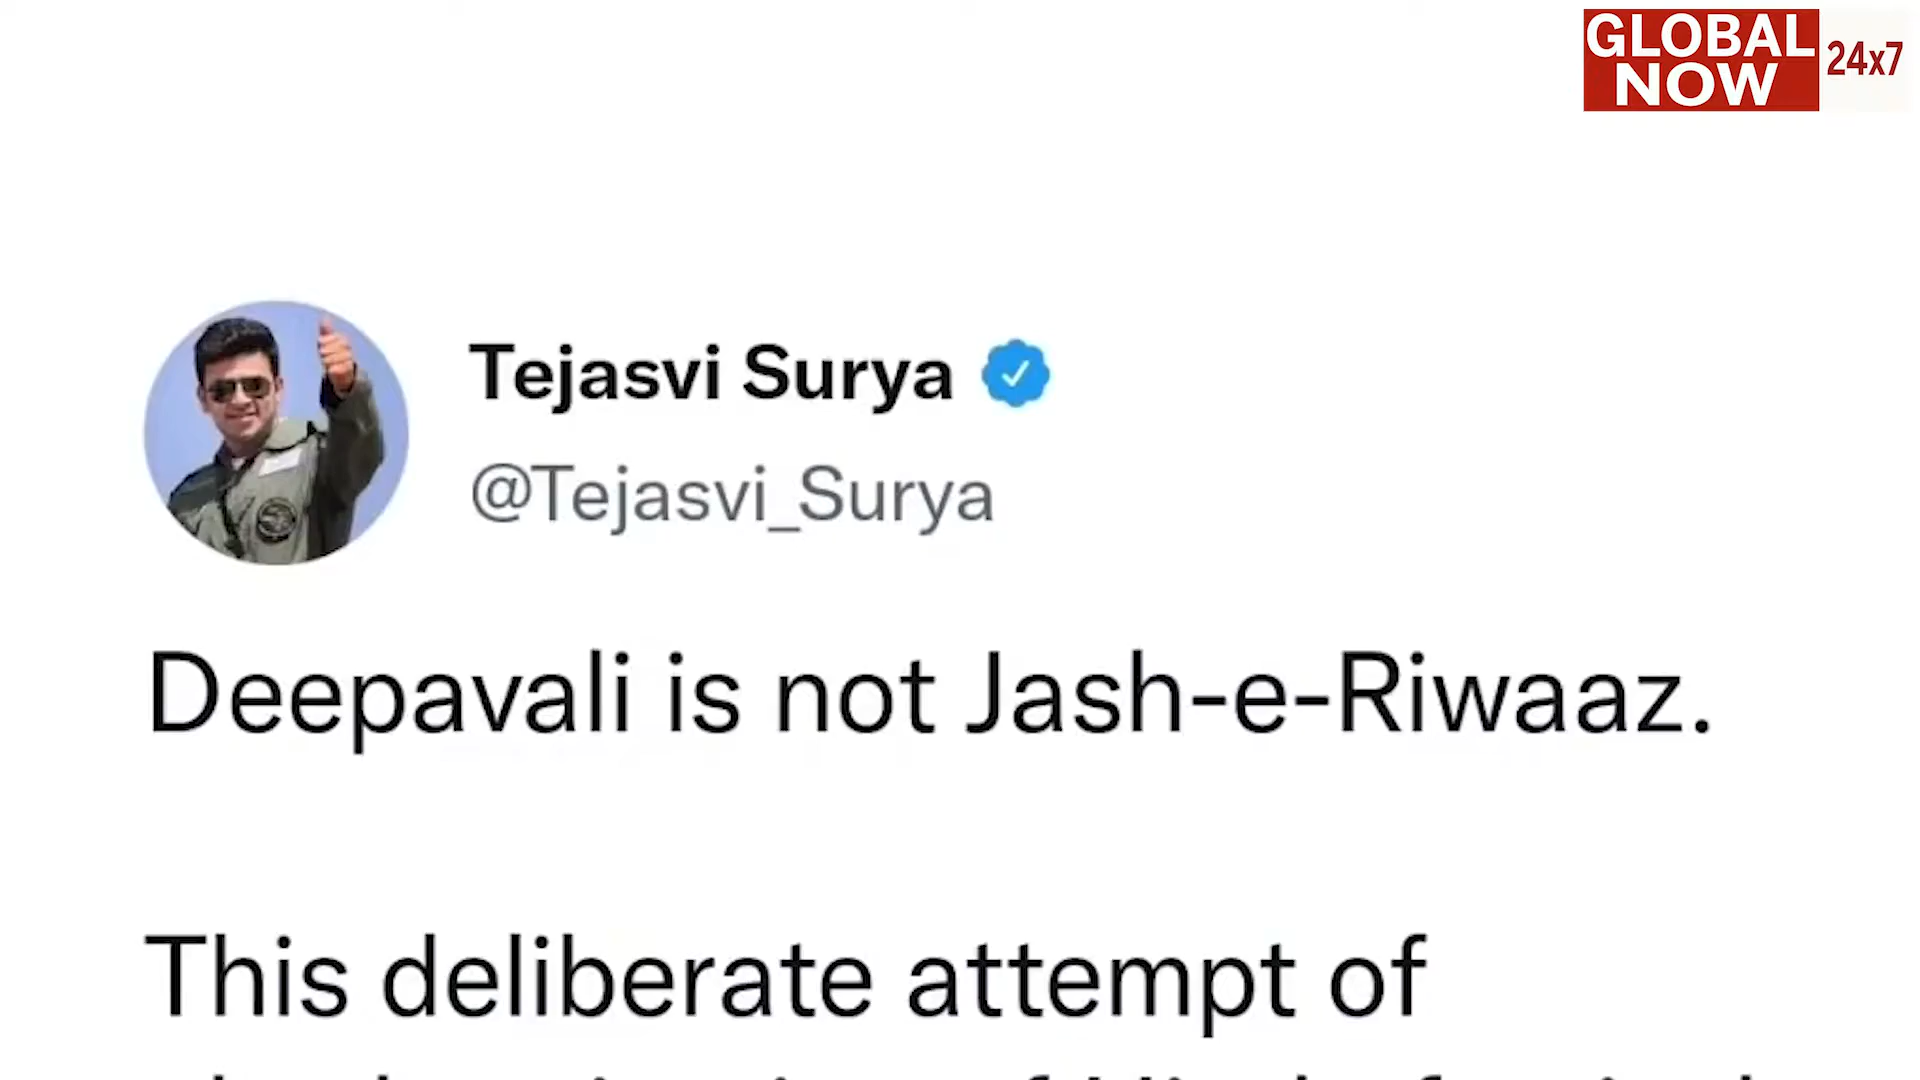 GLOBAL
NOW
24x7
Tejasvi Surya
@Tejasvi_Surya
Deepavali is not Jash-e-Riwaaz.
This deliberate attempt of